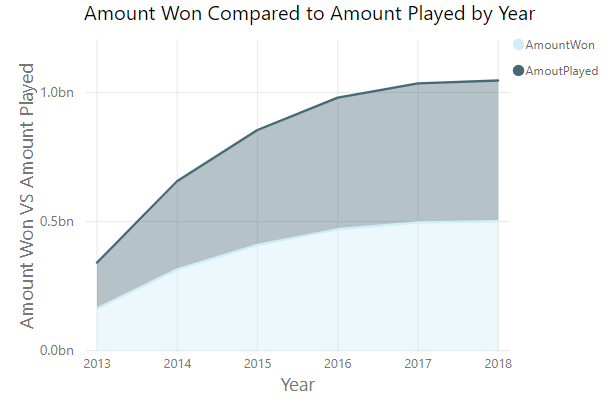 Amount Won Compared to Amount Played by Year
AmountWon
AmoutPlayed
Amount Won VS Amount Played
1.0bn
0.5bn
0.0bn
2013 2014 2015 2016 2017 2018
Year